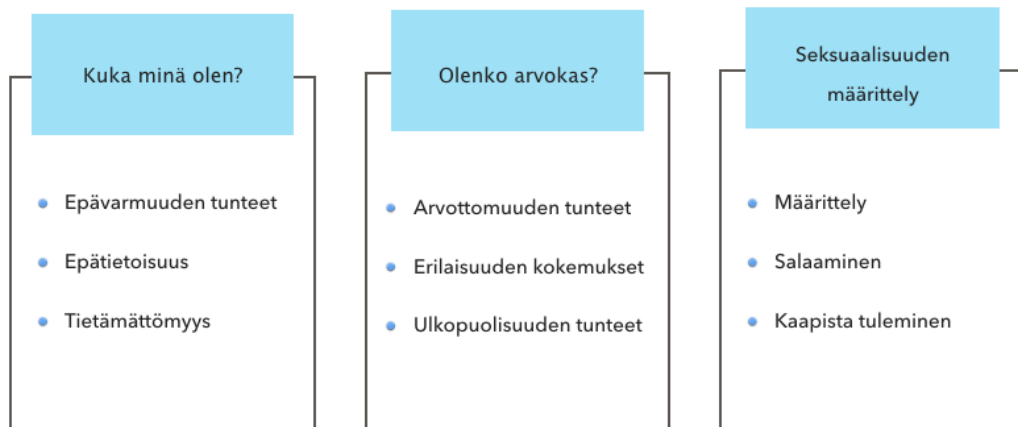 Kuka minä olen?
Epävarmuuden tunteet
Epätietoisuus
Tietämättömyys
Olenko arvokas?
Arvottomuuden tunteet
Erilaisuuden kokemukset
Ulkopuolisuuden tunteet
Seksuaalisuuden
määrittely
Määrittely
Salaaminen
Kaapista tuleminen